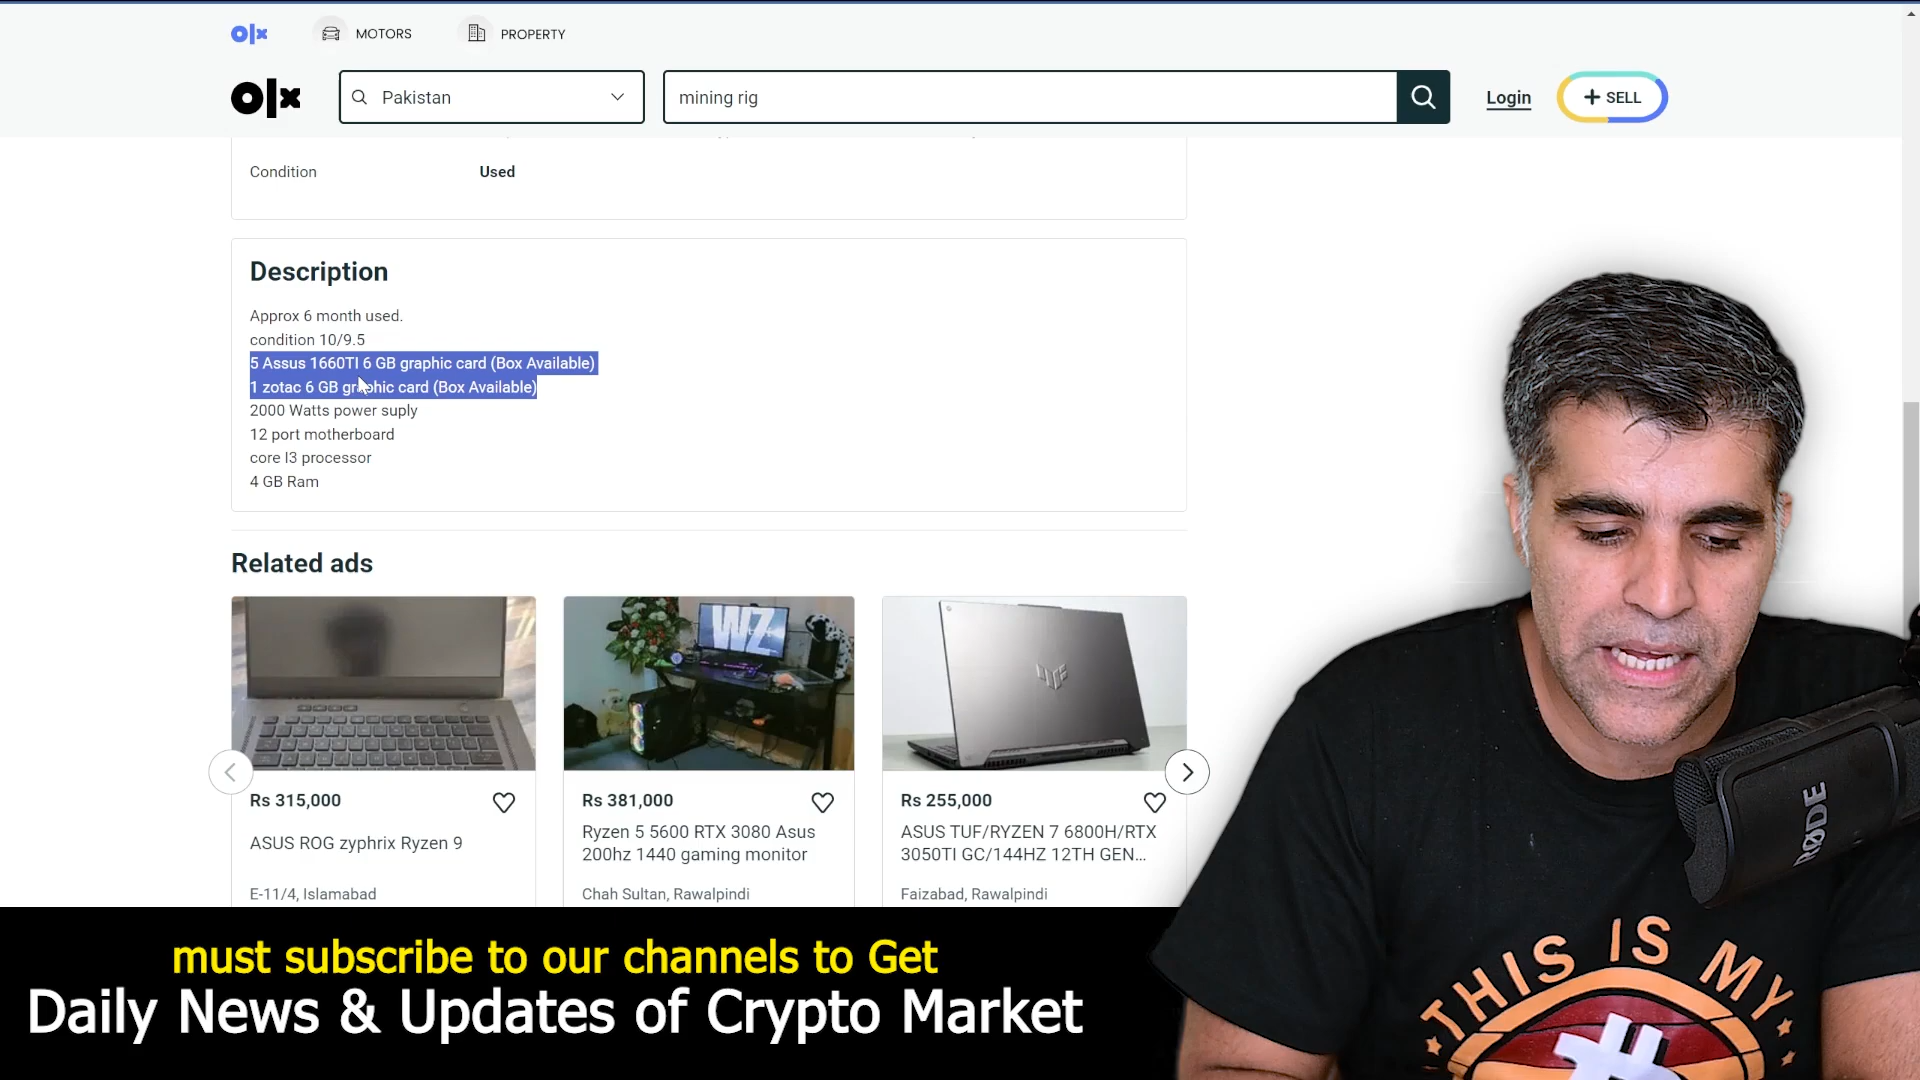 olx
MOTORS
PROPERTY
olx
Pakistan
mining rig
Login
+ SELL
Condition
Used
Description
Approx 6 month used.
condition 10/9.5
5 Assus 1660TI 6 GB graphic card (Box Available)
1 zotac 6 GB graphic card (Box Available)
2000 Watts power suply
12 port motherboard
core I3 processor
4 GB Ram
Related ads
Rs 315,000
ASUS ROG zyphrix Ryzen 9
E-11/4, Islamabad
WZ
Rs 381,000
Ryzen 5 5600 RTX 3080 Asus
200hz 1440 gaming monitor
Chah Sultan, Rawalpindi
Rs 255,000
ASUS TUF/RYZEN 7 6800H/RTX
3050TI GC/144HZ 12TH GEN...
Faizabad, Rawalpindi
RØDE
THIS IS MY
must subscribe to our channels to Get
Daily News & Updates of Crypto Market